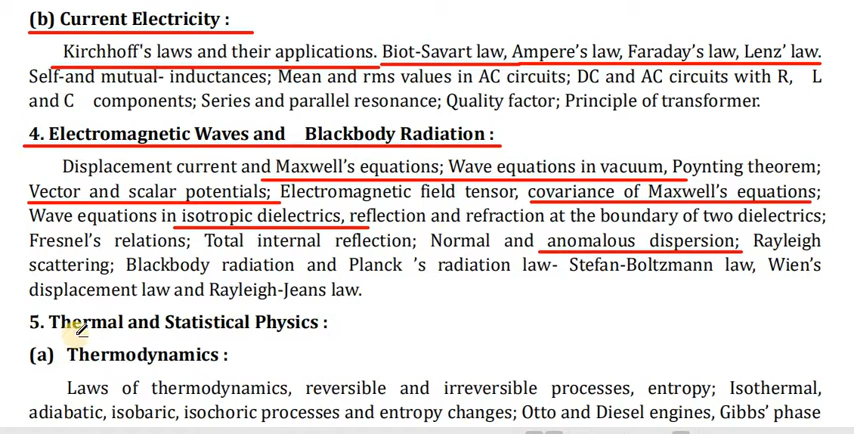 (b) Current Electricity :
Kirchhoff's laws and their applications. Biot-Savart law, Ampere's law, Faraday's law, Lenz' law.
Self-and mutual- inductances; Mean and rms values in AC circuits; DC and AC circuits with R, L
and C components; Series and parallel resonance; Quality factor; Principle of transformer.
4. Electromagnetic Waves and Blackbody Radiation :
Displacement current and Maxwell's equations; Wave equations in vacuum, Poynting theorem;
Vector and scalar potentials; Electromagnetic field tensor, covariance of Maxwell's equations;
Wave equations in isotropic dielectrics, reflection and refraction at the boundary of two dielectrics;
Fresnel's relations; Total internal reflection; Normal and anomalous dispersion; Rayleigh
scattering; Blackbody radiation and Planck 's radiation law- Stefan-Boltzmann law, Wien's
displacement law and Rayleigh-Jeans law.
5. Thermal and Statistical Physics :
(a) Thermodynamics :
Laws of thermodynamics, reversible and irreversible processes, entropy; Isothermal,
adiabatic, isobaric, isochoric processes and entropy changes; Otto and Diesel engines, Gibbs' phase